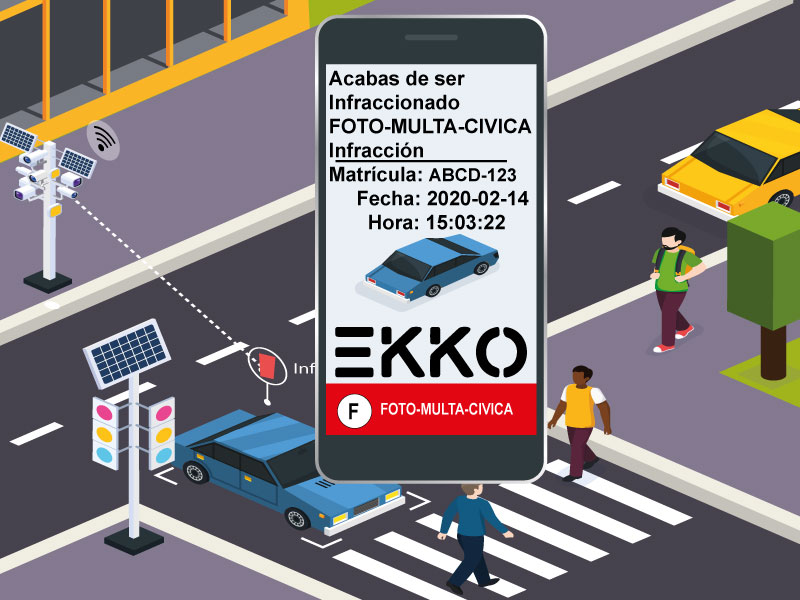 Acabas de ser
Infraccionado
FOTO-MULTA-CIVICA
Infracción
Matrícula: ABCD-123
Fecha: 2020-02-14
Hora: 15:03:22
Inf
EKKO
F FOTO-MULTA-CIVICA